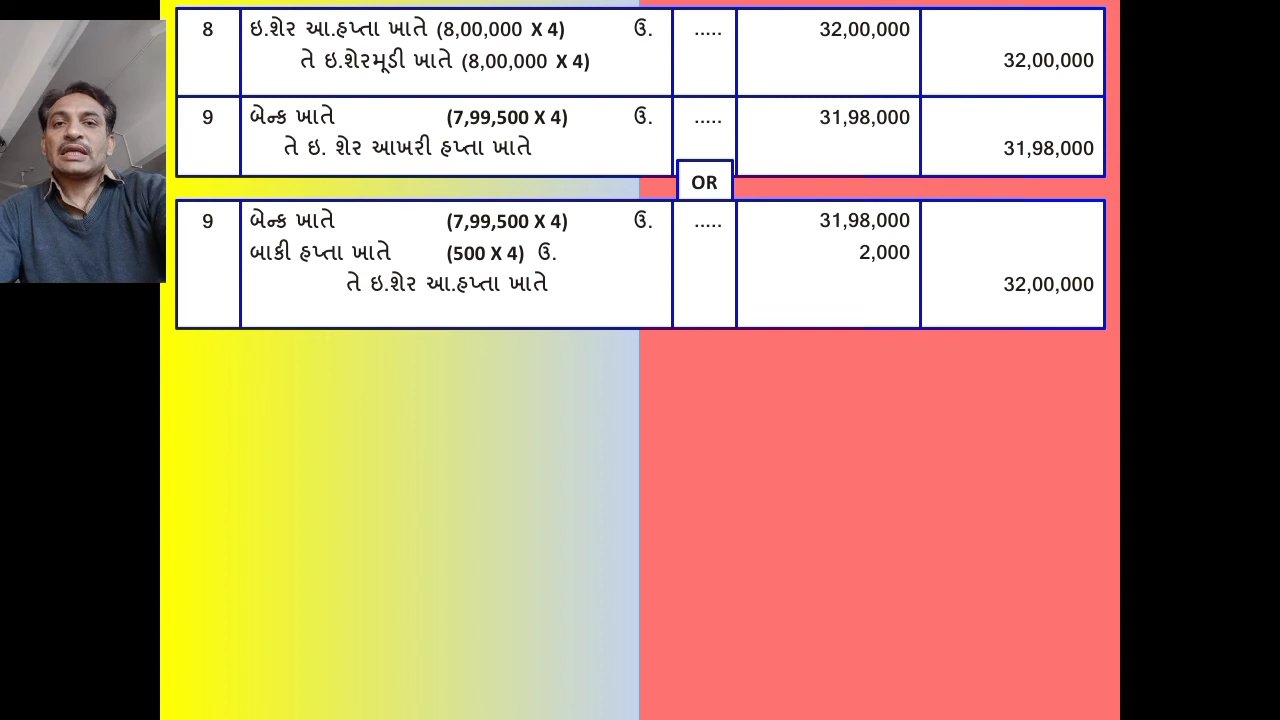 8 ઇ.શેર આ.હપ્તા ખાતે (8,00,000 X 4) ઉ. ..... 32,00,000
તે ઇ.શેરમૂડી ખાતે (8,00,000 X 4) 32,00,000
9 બેન્ક ખાતે (7,99,500 X 4) ઉ. ..... 31,98,000
તે ઇ. શેર આખરી હપ્તા ખાતે 31,98,000
OR
9 બેન્ક ખાતે (7,99,500 X 4) ઉ. ..... 31,98,000
બાકી હપ્તા ખાતે (500 X 4) ઉ. 2,000
તે ઇ.શેર આ.હપ્તા ખાતે 32,00,000